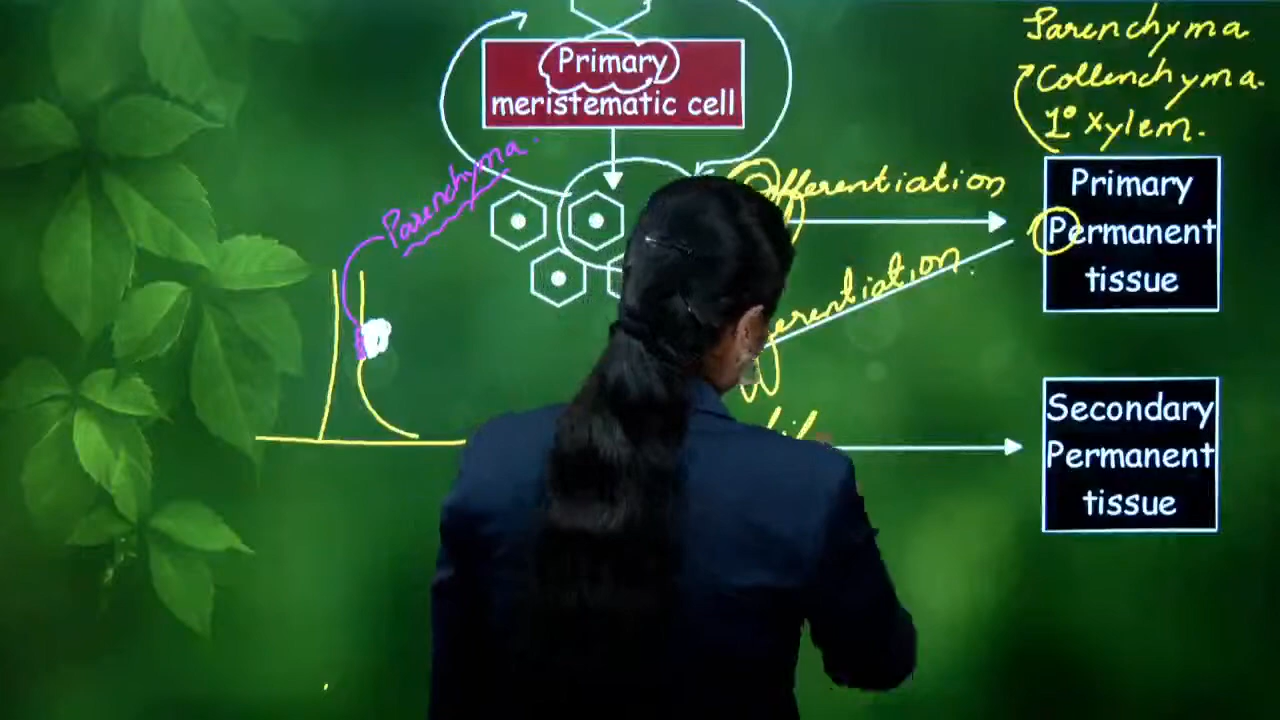 Parenchyma
Collenchyma.
1° Xylem.
Primary
meristematic cell
Parenchyma.
Differentiation
Primary
Permanent
tissue
Secondary
Permanent
tissue